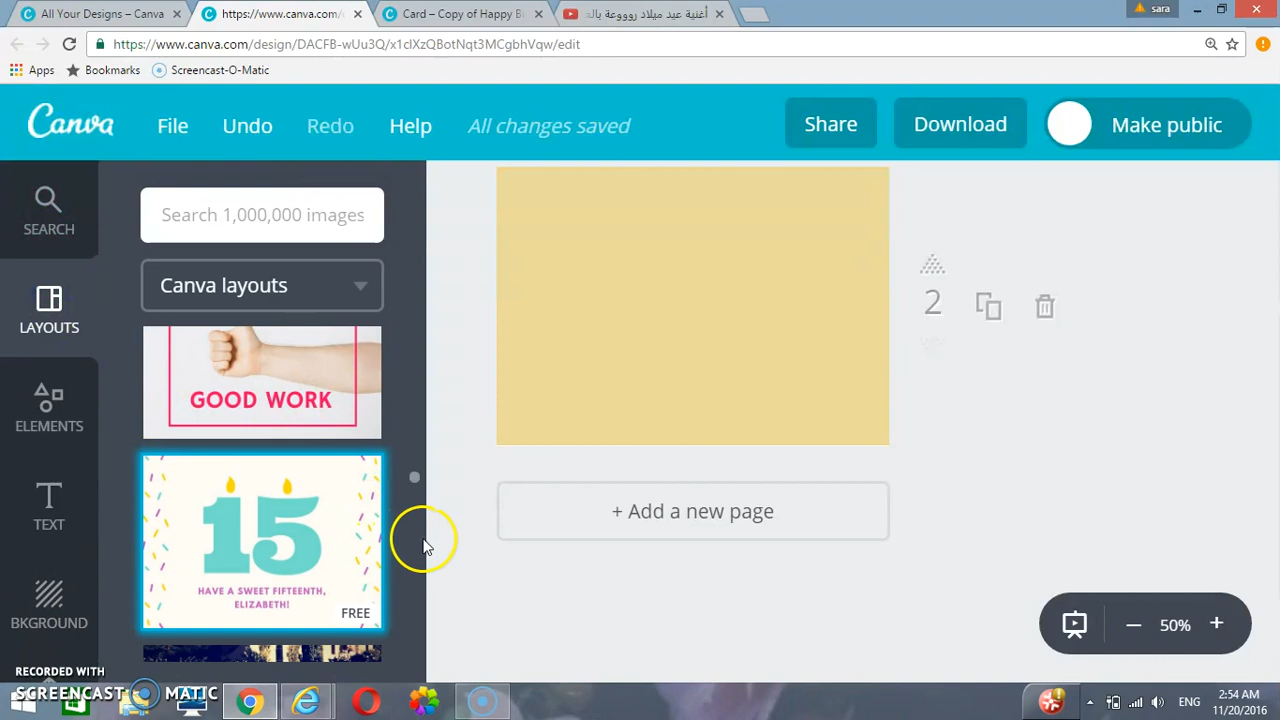 All Your Designs – Canva
https://www.canva.com/
Card – Copy of Happy B
أغنية عيد ميلاد روووعة بالـ
sara
https://www.canva.com/design/DACFB-wUu3Q/x1cIXzQBotNqt3MCgbhVqw/edit
Apps
Bookmarks
Screencast-O-Matic
Canva
File
Undo
Redo
Help
All changes saved
Share
Download
Make public
SEARCH
Search 1,000,000 images
Canva layouts
LAYOUTS
2
GOOD WORK
ELEMENTS
15
HAVE A SWEET FIFTEENTH,
ELIZABETH!
FREE
+ Add a new page
TEXT
BKGROUND
50%
RECORDED WITH
SCREENCAST MATIC
ENG
2:54 AM
11/20/2016